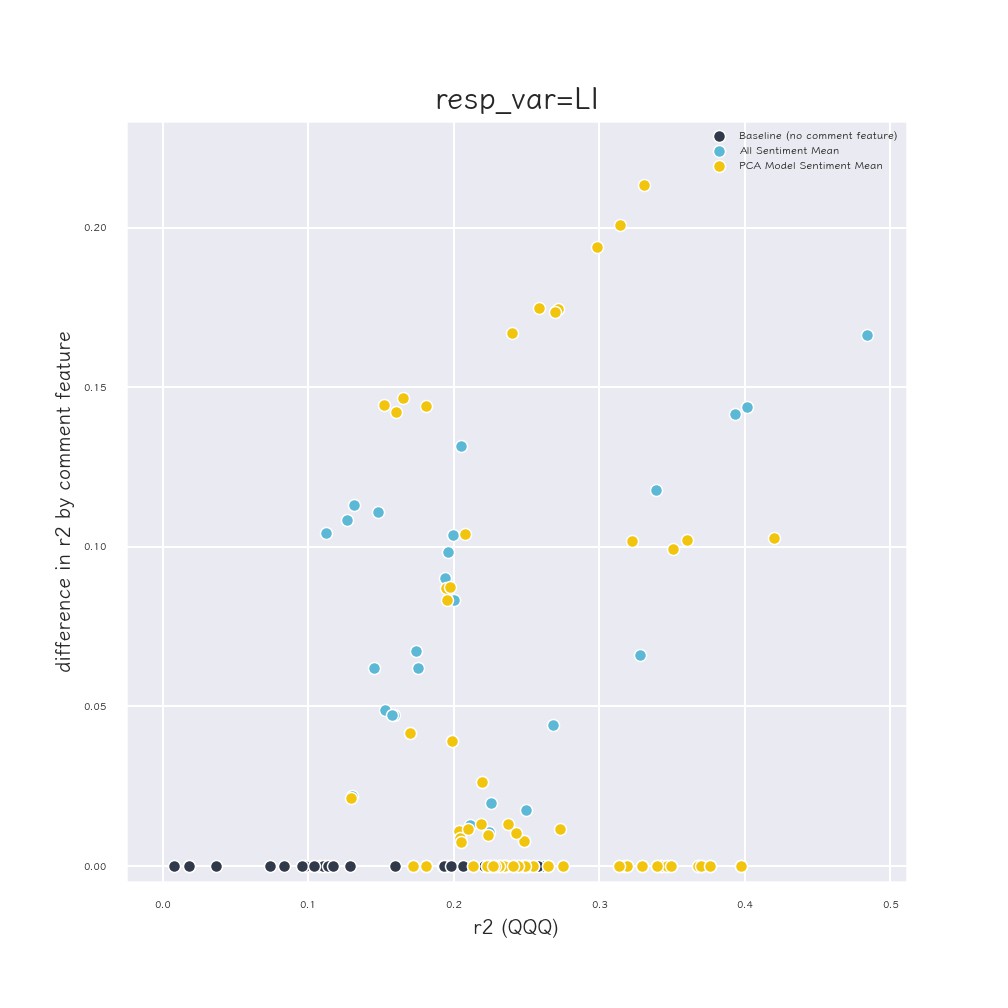 resp_var=LI
Baseline (no comment feature)
All Sentiment Mean
PCA Model Sentiment Mean
difference in r2 by comment feature
0.20
0.15
0.10
0.05
0.00
0.0 0.1 0.2 0.3 0.4 0.5
r2 (QQQ)